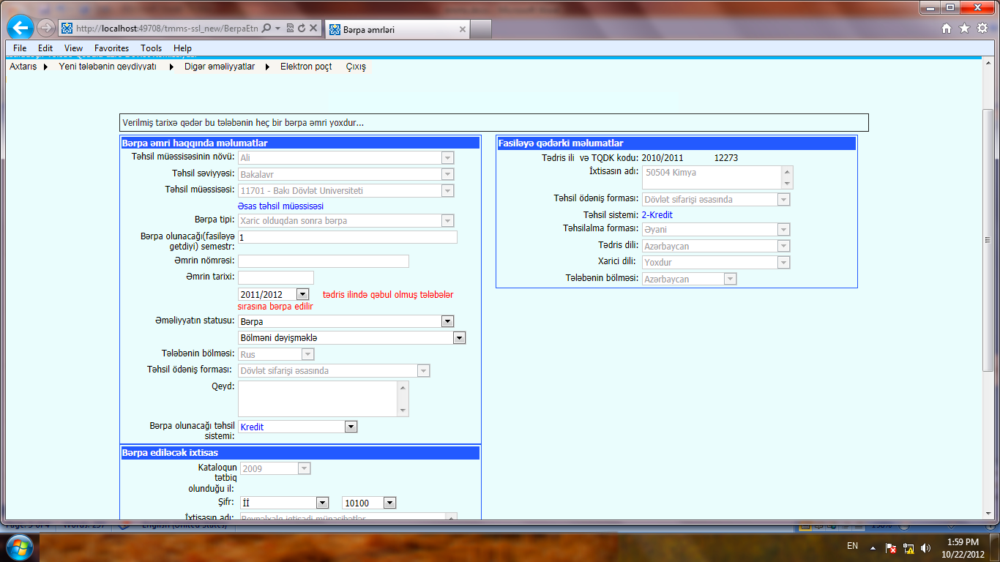 http://localhost:49708/tmms-ssl_new/BerpaEtn
Bərpa əmrləri
File Edit View Favorites Tools Help
Axtarış Yeni tələbənin qeydiyyatı Digər əməliyyatlar Elektron poçt Çıxış
Verilmiş tarixə qədər bu tələbənin heç bir bərpa əmri yoxdur...
Bərpa əmri haqqında məlumatlar
Təhsil müəssisəsinin növü: Ali
Təhsil səviyyəsi: Bakalavr
Təhsil müəssisəsi: 11701 - Bakı Dövlət Universiteti
Əsas təhsil müəssisəsi
Bərpa tipi: Xaric olduqdan sonra bərpa
Bərpa olunacağı(fasiləyə
getdiyi) semestr: 1
Əmrin nömrəsi:
Əmrin tarixi:
2011/2012 tədris ilində qəbul olmuş tələbələr
sırasına bərpa edilir
Əməliyyatın statusu: Bərpa
Bölməni dəyişməklə
Tələbənin bölməsi: Rus
Təhsil ödəniş forması: Dövlət sifarişi əsasında
Qeyd:
Bərpa olunacağı təhsil
sistemi: Kredit
Bərpa ediləcək ixtisas
Kataloqun
tətbiq
olunduğu il: 2009
Şifr: İİ 10100
İxtisasın adı: Beynəlxalq iqtisadi münasibətlər
Fasiləyə qədərki məlumatlar
Tədris ili və TQDK kodu: 2010/2011 12273
İxtisasın adı: 50504 Kimya
Təhsil ödəniş forması: Dövlət sifarişi əsasında
Təhsil sistemi: 2-Kredit
Təhsilalma forması: Əyani
Tədris dili: Azərbaycan
Xarici dili: Yoxdur
Tələbənin bölməsi: Azərbaycan
English (United States)
EN
1:59 PM
10/22/2012